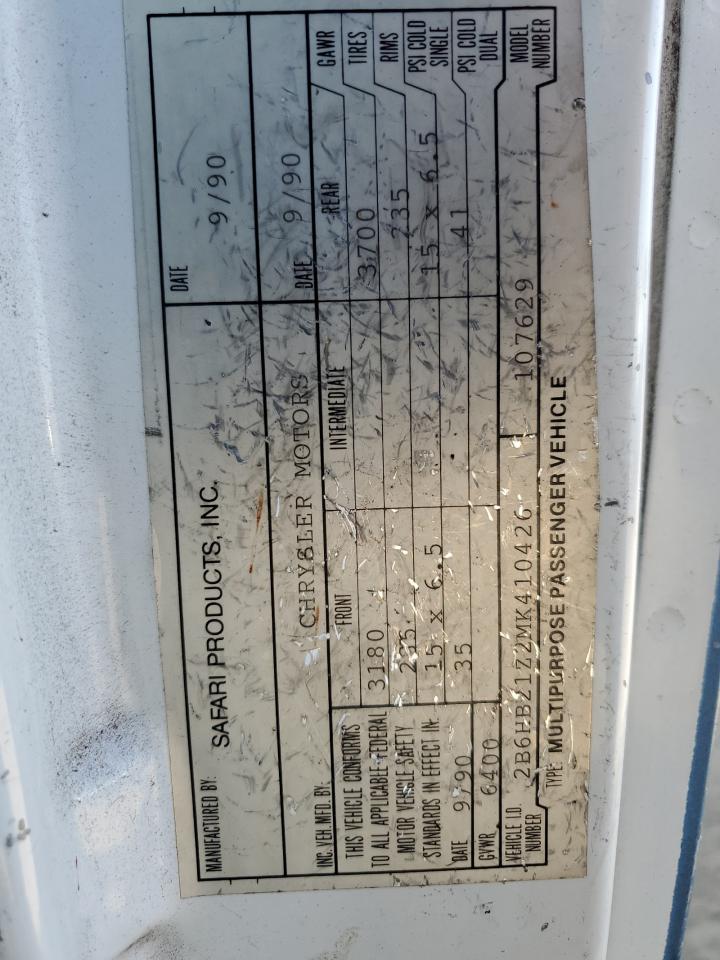 MANUFACTURED BY: SAFARI PRODUCTS, INC. DATE 9/90
INC. VEH. MFD. BY: CHRYSLER MOTORS DATE 9/90
THIS VEHICLE CONFORMS
TO ALL APPLICABLE FEDERAL
MOTOR VEHICLE SAFETY
STANDARDS IN EFFECT IN:
DATE 9/90
FRONT INTERMEDIATE REAR GAWR
3180 3700 TIRES
235 235 RIMS
15 X 6.5 15 X 6.5 PSI COLD SINGLE
35 41 PSI COLD DUAL
GVWR 6400
VEHICLE I.D. NUMBER 2B6HB21Z2MK410426 107629 MODEL NUMBER
TYPE: MULTIPURPOSE PASSENGER VEHICLE